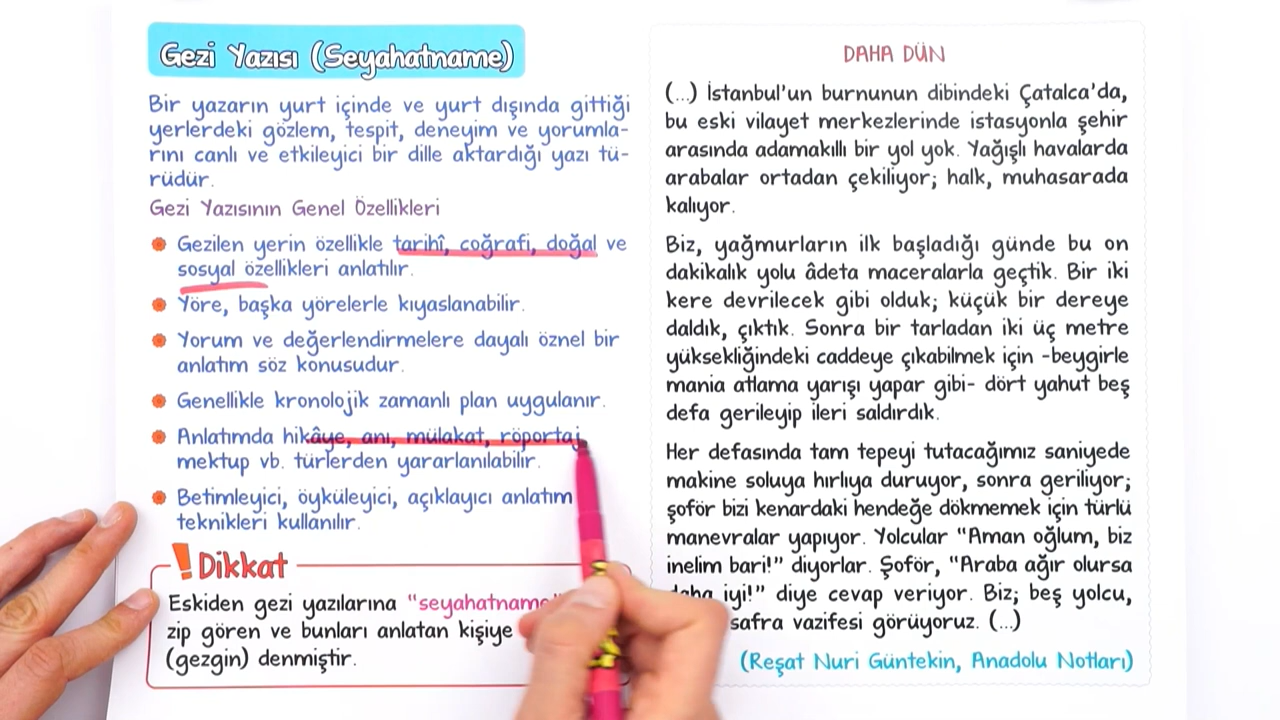 Gezi Yazısı (Seyahatname)
Bir yazarın yurt içinde ve yurt dışında gittiği
yerlerdeki gözlem, tespit, deneyim ve yorumla-
rını canlı ve etkileyici bir dille aktardığı yazı tü-
rüdür.
Gezi Yazısının Genel Özellikleri
Gezilen yerin özellikle tarihî, coğrafi, doğal ve
sosyal özellikleri anlatılır.
Yöre, başka yörelerle kıyaslanabilir.
Yorum ve değerlendirmelere dayalı öznel bir
anlatım söz konusudur.
Genellikle kronolojik zamanlı plan uygulanır.
Anlatımda hikâye, anı, mülakat, röportaj,
mektup vb. türlerden yararlanılabilir.
Betimleyici, öyküleyici, açıklayıcı anlatım
teknikleri kullanılır.
! Dikkat
Eskiden gezi yazılarına "seyahatname"
zip gören ve bunları anlatan kişiye
(gezgin) denmiştir.
DAHA DÜN
(...) İstanbul'un burnunun dibindeki Çatalca'da,
bu eski vilayet merkezlerinde istasyonla şehir
arasında adamakıllı bir yol yok. Yağışlı havalarda
arabalar ortadan çekiliyor; halk, muhasarada
kalıyor.
Biz, yağmurların ilk başladığı günde bu on
dakikalık yolu âdeta maceralarla geçtik. Bir iki
kere devrilecek gibi olduk; küçük bir dereye
daldık, çıktık. Sonra bir tarladan iki üç metre
yüksekliğindeki caddeye çıkabilmek için -beygirle
mania atlama yarışı yapar gibi- dört yahut beş
defa gerileyip ileri saldırdık.
Her defasında tam tepeyi tutacağımız saniyede
makine soluya hırlıya duruyor, sonra geriliyor;
şoför bizi kenardaki hendeğe dökmemek için türlü
manevralar yapıyor. Yolcular "Aman oğlum, biz
inelim bari!" diyorlar. Şoför, "Araba ağır olursa
daha iyi!" diye cevap veriyor. Biz; beş yolcu,
safra vazifesi görüyoruz. (...)
(Reşat Nuri Güntekin, Anadolu Notları)